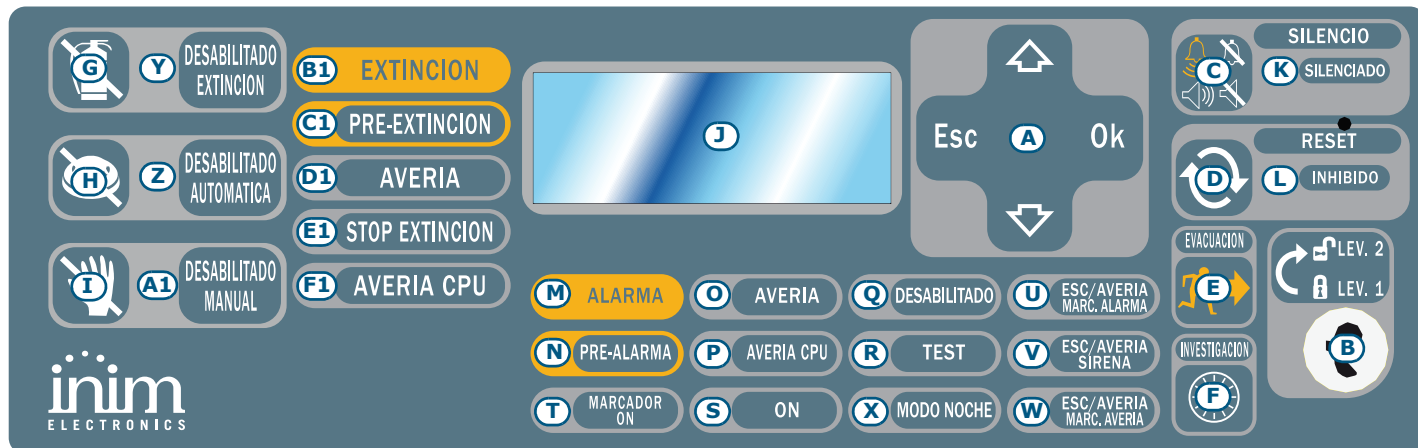 G
Y
DESABILITADO
EXTINCION
H
Z
DESABILITADO
AUTOMATICA
I
A1
DESABILITADO
MANUAL
inim
ELECTRONICS
B1 EXTINCION
C1 PRE-EXTINCION
D1 AVERIA
E1 STOP EXTINCION
F1 AVERIA CPU
J
Esc A Ok
M ALARMA
N PRE-ALARMA
T MARCADOR
ON
O AVERIA
P AVERIA CPU
S ON
Q DESABILITADO
R TEST
X MODO NOCHE
U ESC/AVERIA
MARC. ALARMA
V ESC/AVERIA
SIRENA
W ESC/AVERIA
MARC. AVERIA
C
SILENCIO
K SILENCIADO
D
RESET
L INHIBIDO
EVACUACION
E
INVESTIGACION
F
LEV. 2
LEV. 1
B